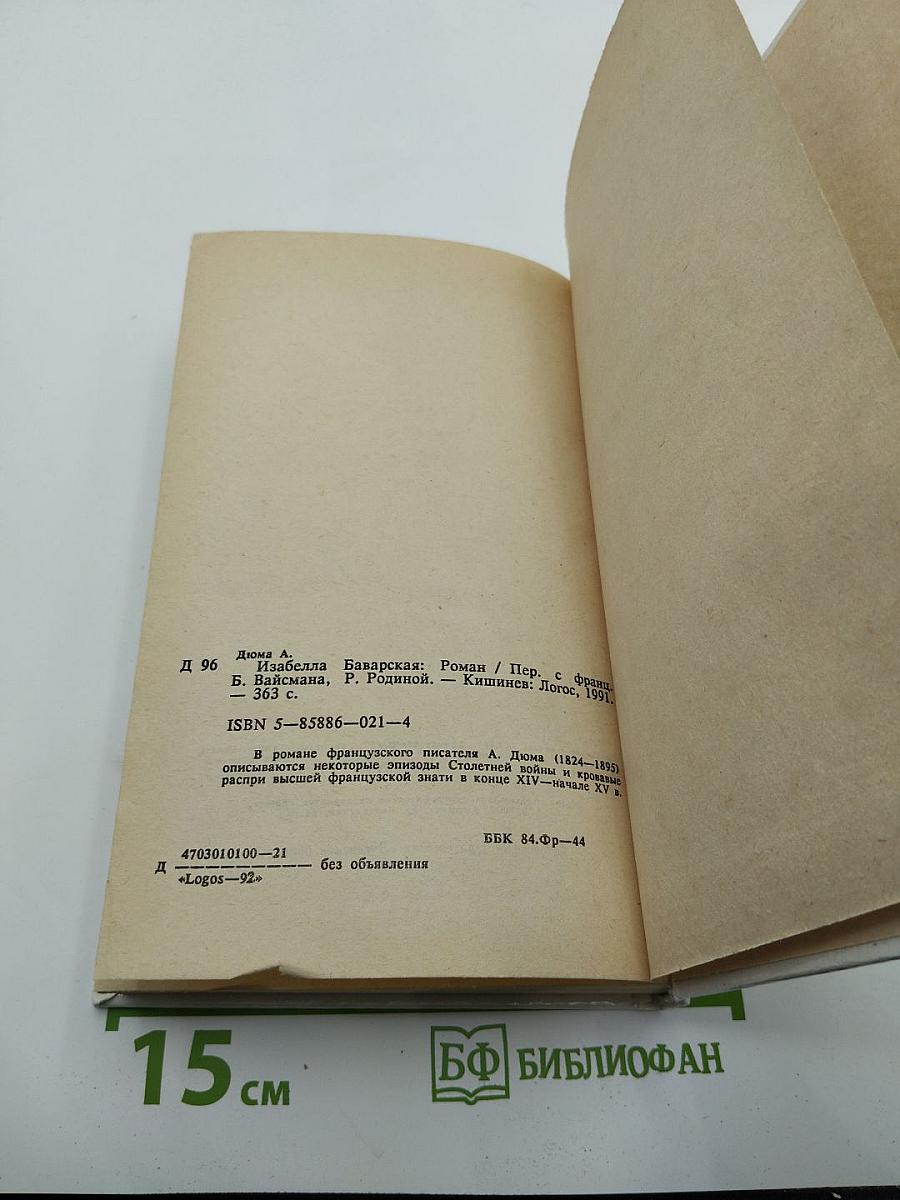 Дюма А.
Д 96 Изабелла Баварская: Роман / Пер. с франц.
Б. Вайсмана, Р. Родиной. — Кишинев: Логос, 1991.
— 363 с.
ISBN 5—85886—021—4
В романе французского писателя А. Дюма (1824—1895)
описываются некоторые эпизоды Столетней войны и кровавые
распри высшей французской знати в конце XIV—начале XV в.
ББК 84.Фр—44
4703010100—21
Д —————————— без объявления
«Logos—92»
15 см
БФ БИБЛИОФАН